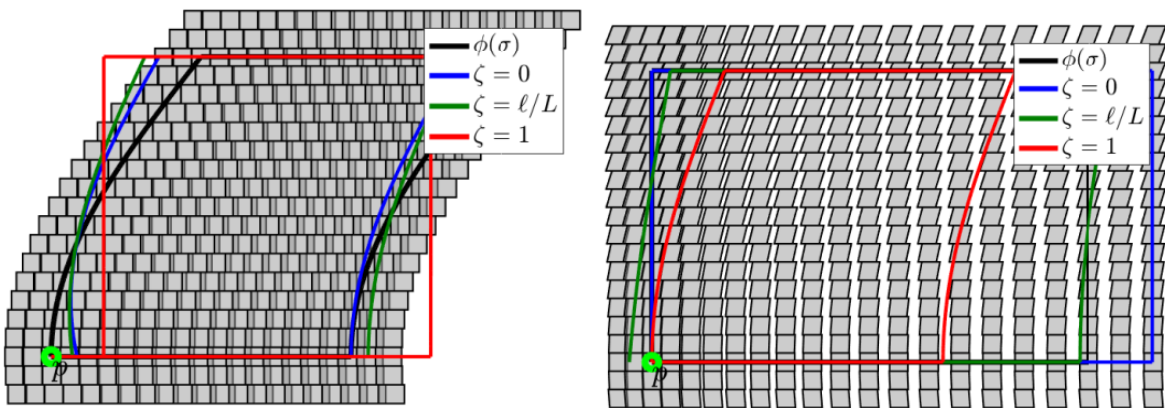 ϕ(σ)
ζ = 0
ζ = ℓ/L
ζ = 1
p
ϕ(σ)
ζ = 0
ζ = ℓ/L
ζ = 1
p